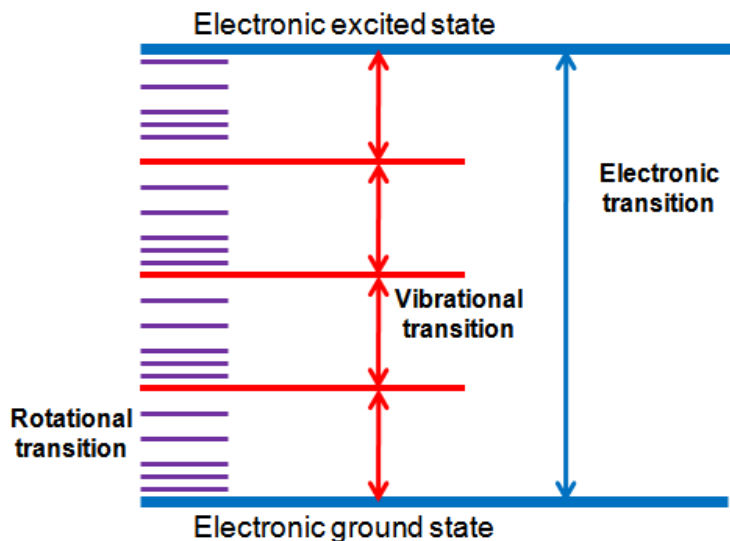 Electronic excited state
Electronic
transition
Vibrational
transition
Rotational
transition
Electronic ground state